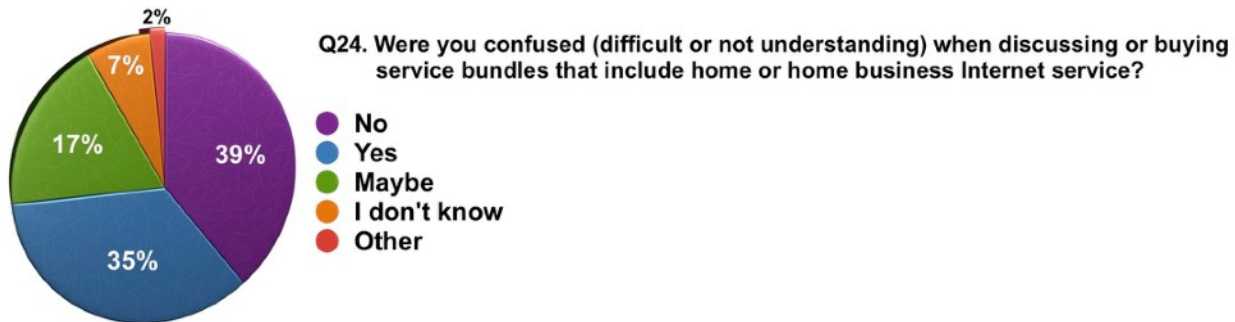 2%
7%
17%
39%
35%
Q24. Were you confused (difficult or not understanding) when discussing or buying
service bundles that include home or home business Internet service?
No
Yes
Maybe
I don't know
Other